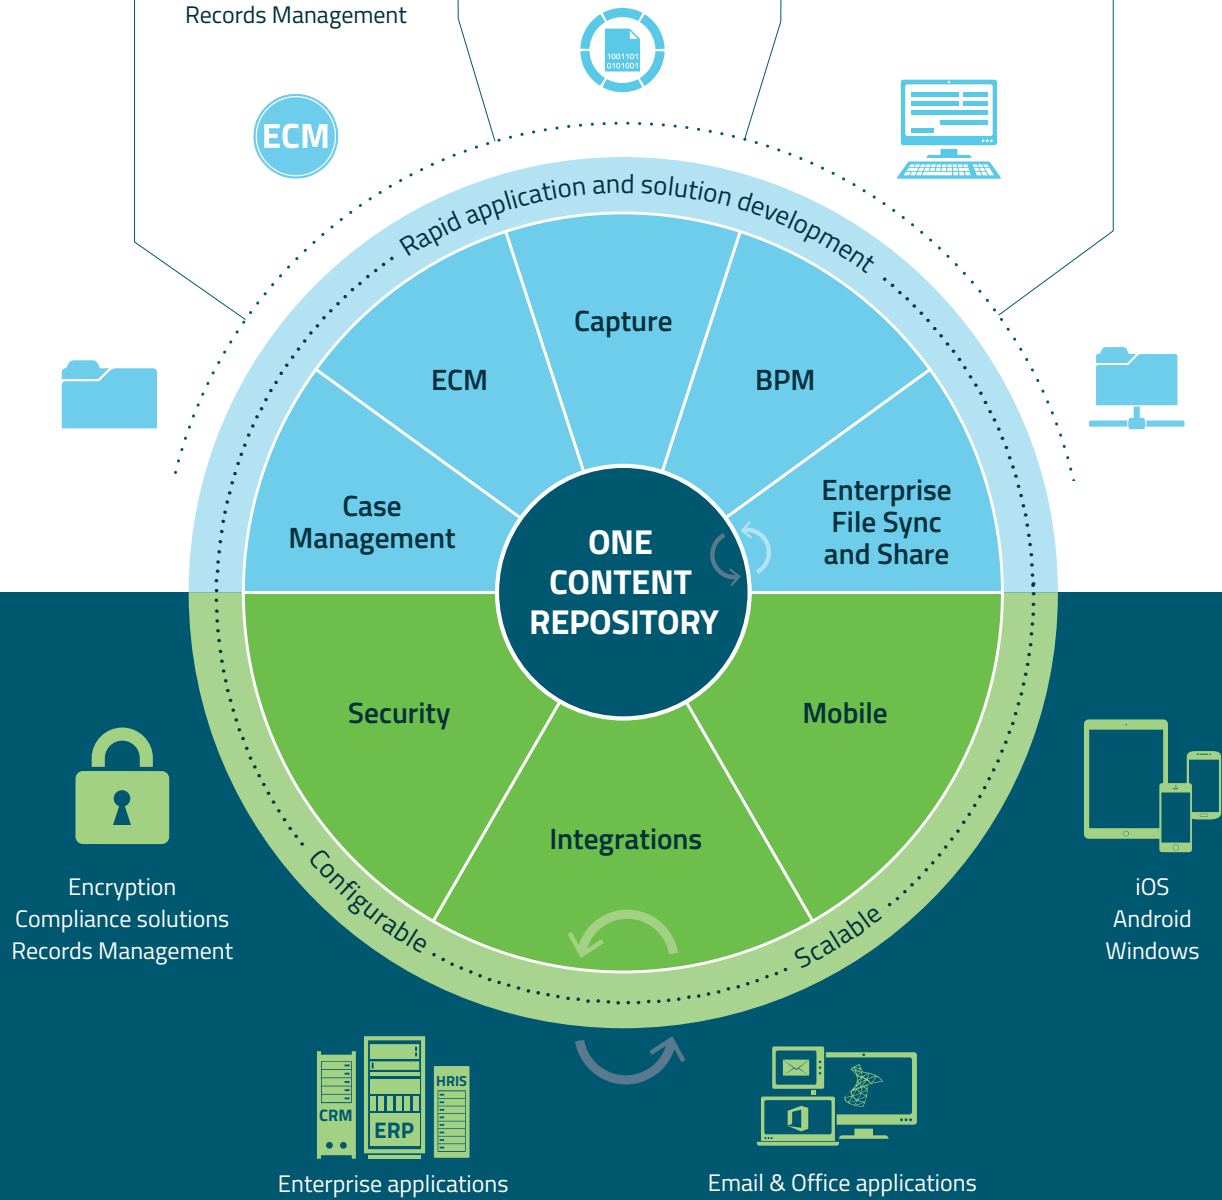 Records Management
1001101
0101001
ECM
Rapid application and solution development
Capture
ECM
BPM
Case
Management
Enterprise
File Sync
and Share
ONE
CONTENT
REPOSITORY
Security
Mobile
Integrations
Configurable
Scalable
Encryption
Compliance solutions
Records Management
iOS
Android
Windows
CRM
ERP
HRIS
Enterprise applications
Email & Office applications